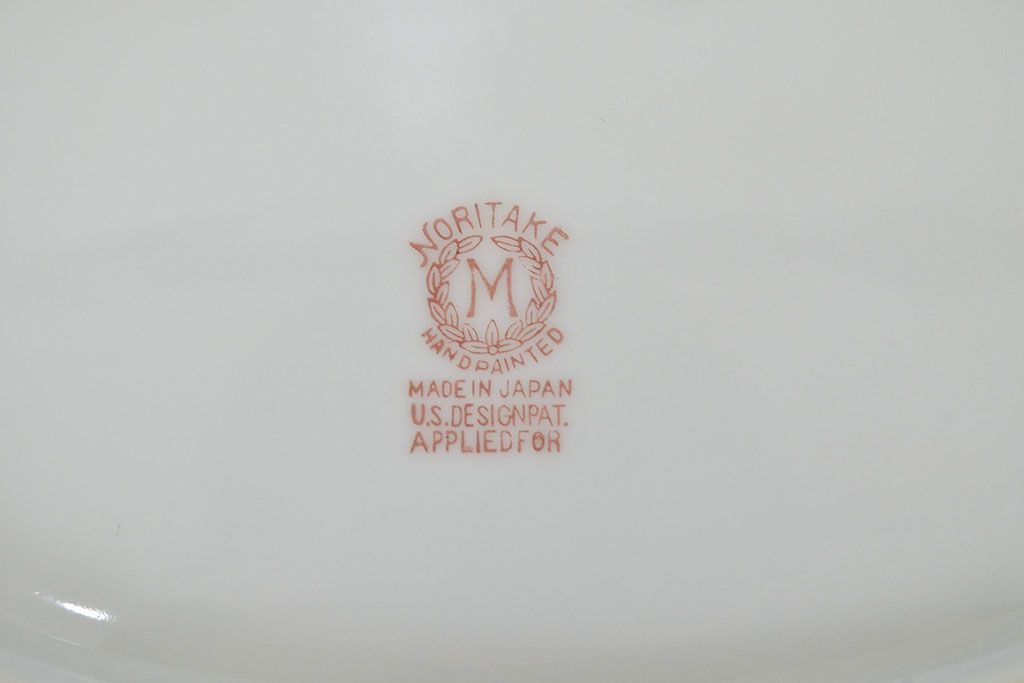 NORITAKE
M
HANDPAINTED
MADE IN JAPAN
U.S.DESIGNPAT.
APPLIEDFOR